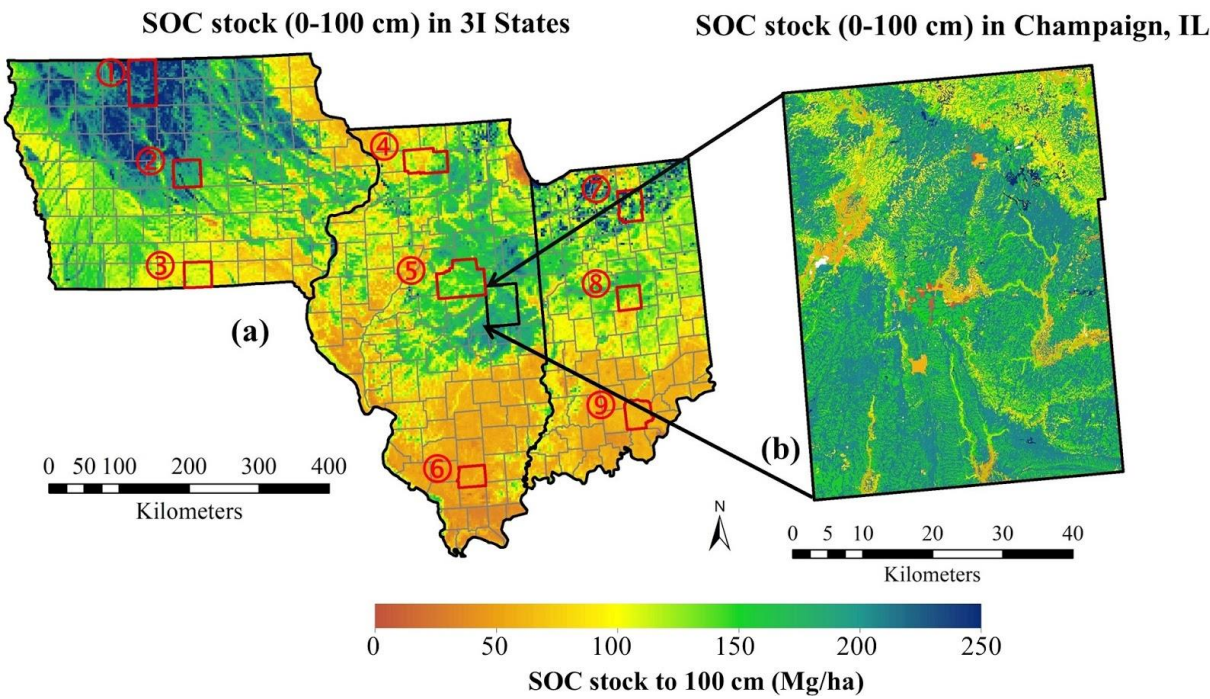 SOC stock (0-100 cm) in 3I States
SOC stock (0-100 cm) in Champaign, IL
①
②
④
⑦
③
⑤
⑧
(a)
⑨
(b)
⑥
0 50 100 200 300 400
Kilometers
N
0 5 10 20 30 40
Kilometers
0 50 100 150 200 250
SOC stock to 100 cm (Mg/ha)